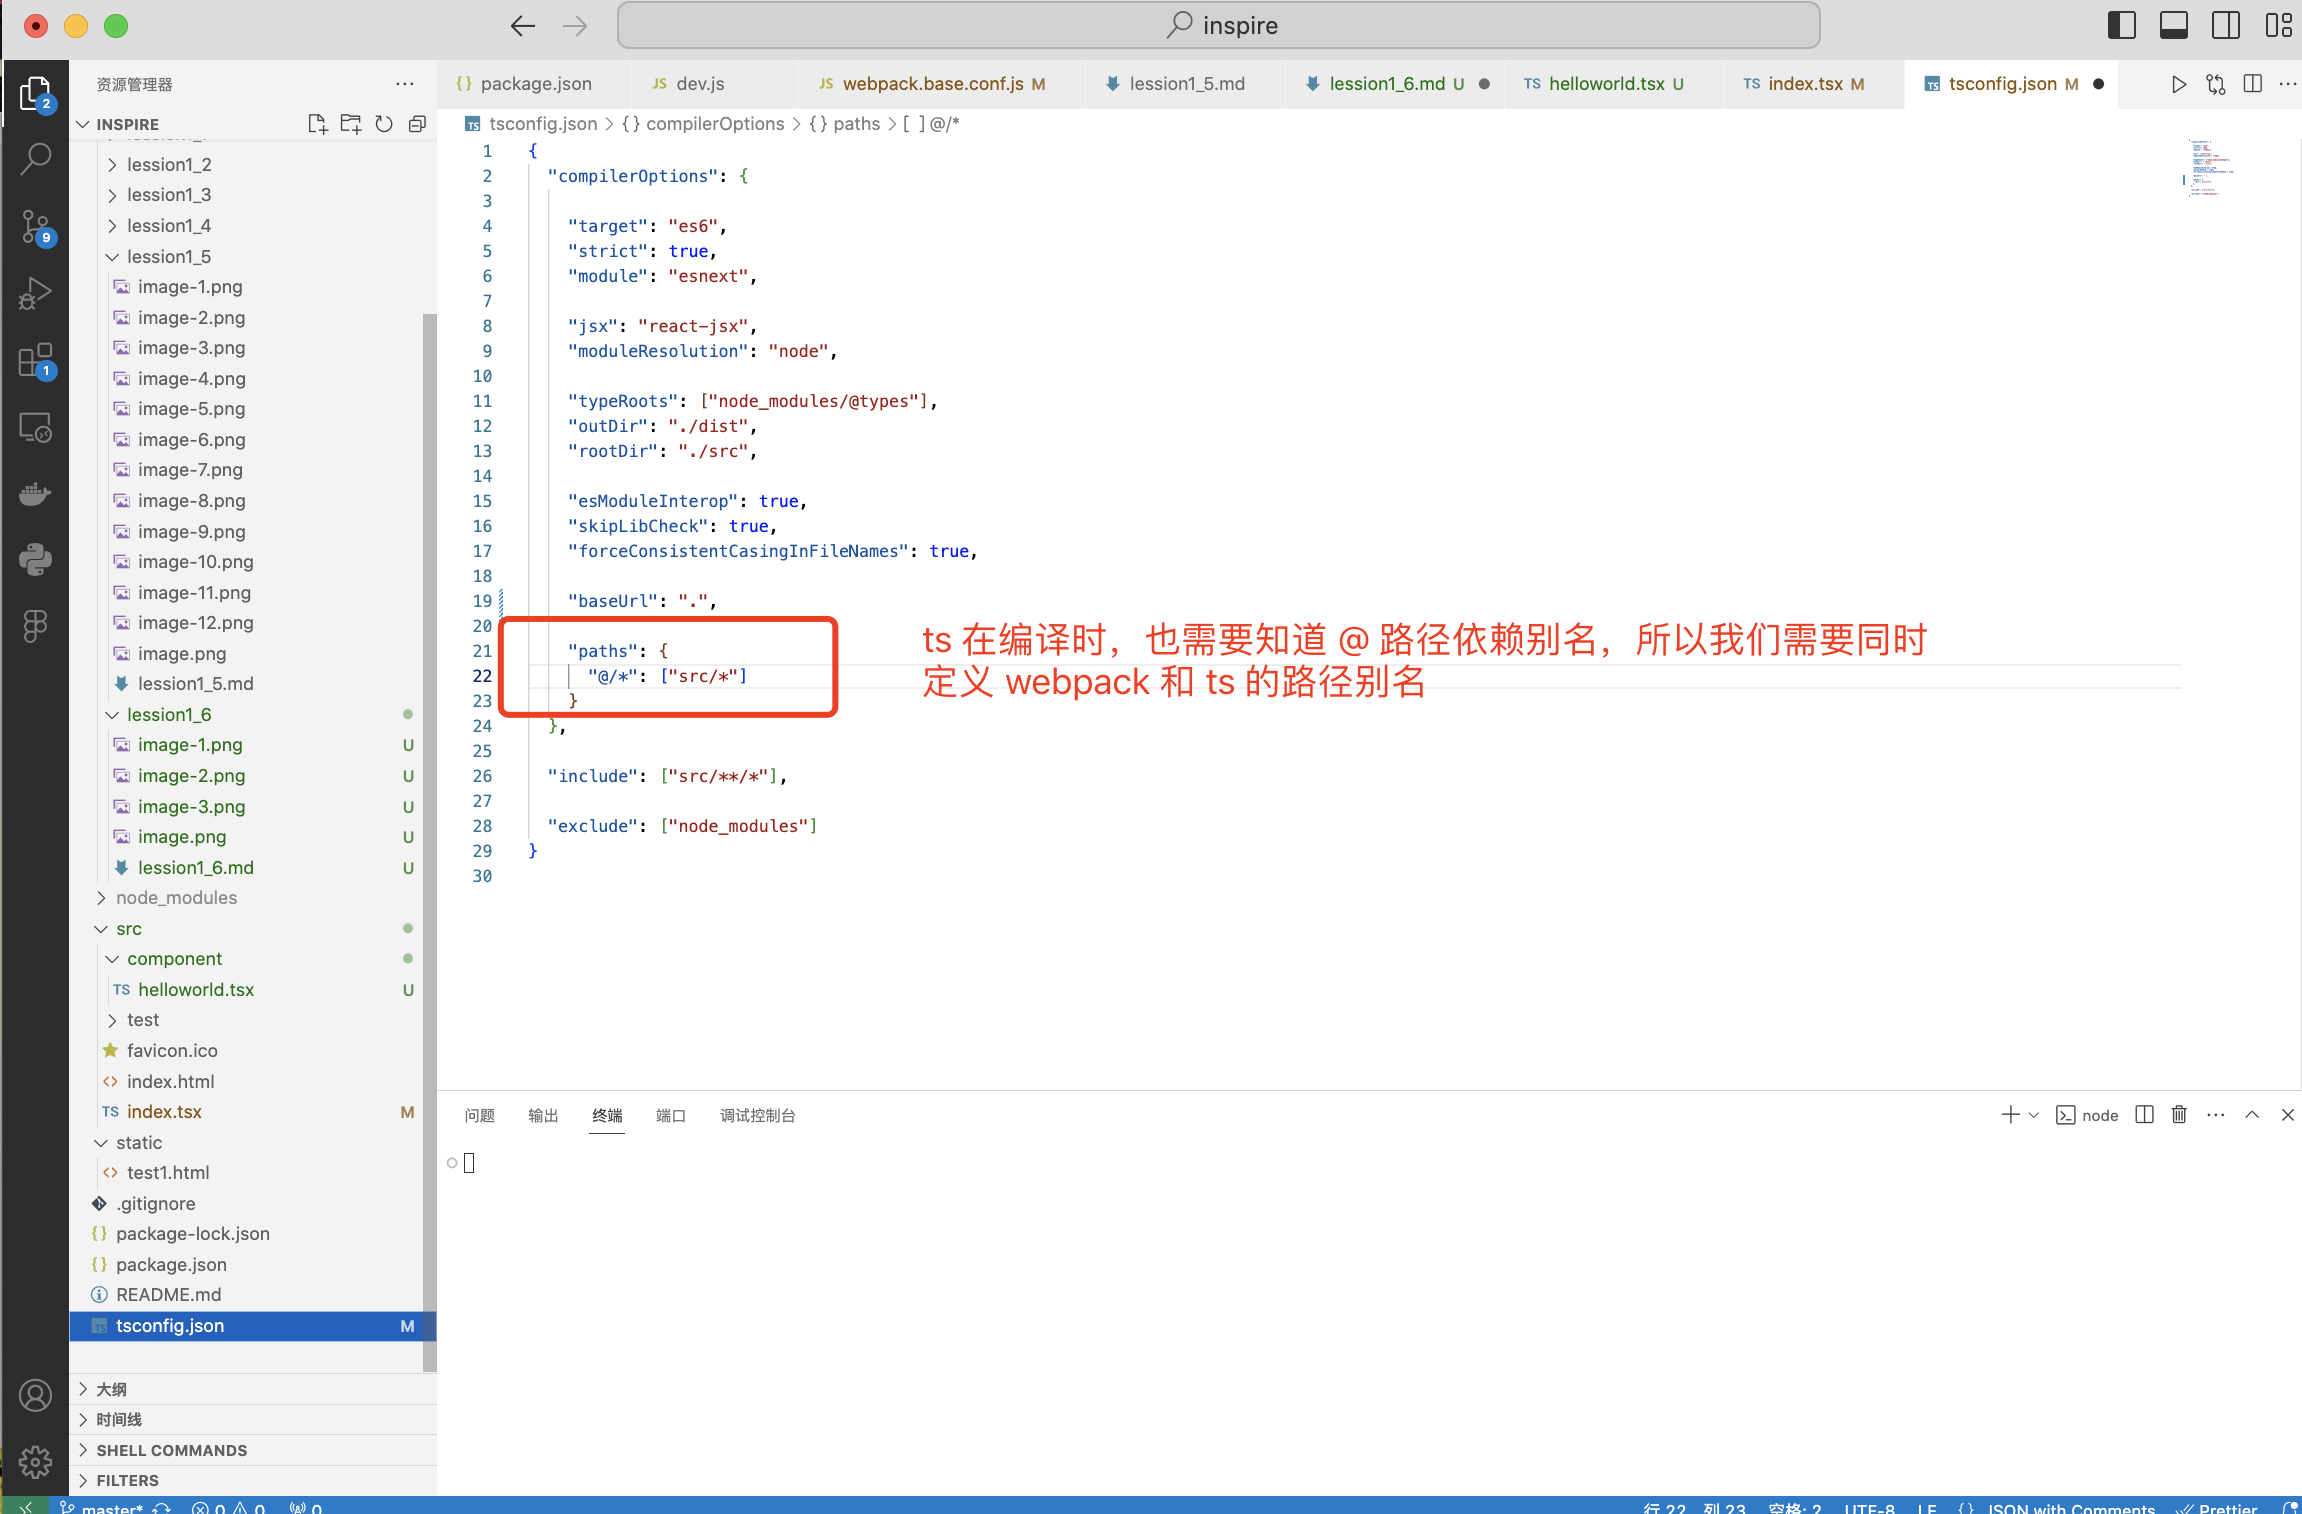 inspire
资源管理器
package.json
dev.js
webpack.base.conf.js M
lession1_5.md
lession1_6.md U
helloworld.tsx U
index.tsx M
tsconfig.json M
INSPIRE
tsconfig.json > {} compilerOptions > {} paths > [ ] @/*
2
9
1
lession1_2
lession1_3
lession1_4
lession1_5
image-1.png
image-2.png
image-3.png
image-4.png
image-5.png
image-6.png
image-7.png
image-8.png
image-9.png
image-10.png
image-11.png
image-12.png
image.png
lession1_5.md
lession1_6
image-1.png U
image-2.png U
image-3.png U
image.png U
lession1_6.md U
node_modules
src
component
TS helloworld.tsx U
test
favicon.ico
index.html
TS index.tsx M
static
test1.html
.gitignore
package-lock.json
package.json
README.md
tsconfig.json M
大纲
时间线
SHELL COMMANDS
FILTERS
1 {
2 "compilerOptions": {
3
4 "target": "es6",
5 "strict": true,
6 "module": "esnext",
7
8 "jsx": "react-jsx",
9 "moduleResolution": "node",
10
11 "typeRoots": ["node_modules/@types"],
12 "outDir": "./dist",
13 "rootDir": "./src",
14
15 "esModuleInterop": true,
16 "skipLibCheck": true,
17 "forceConsistentCasingInFileNames": true,
18
19 "baseUrl": ".",
20
21 "paths": {
22 "@/*": ["src/*"]
23 }
24 },
25
26 "include": ["src/**/*"],
27
28 "exclude": ["node_modules"]
29 }
30
ts 在编译时，也需要知道 @ 路径依赖别名，所以我们需要同时
定义 webpack 和 ts 的路径别名
问题 输出 终端 端口 调试控制台
node
master* 0 0 0
行 22，列 23 空格: 2 UTF-8 LF {} JSON with Comments Prettier